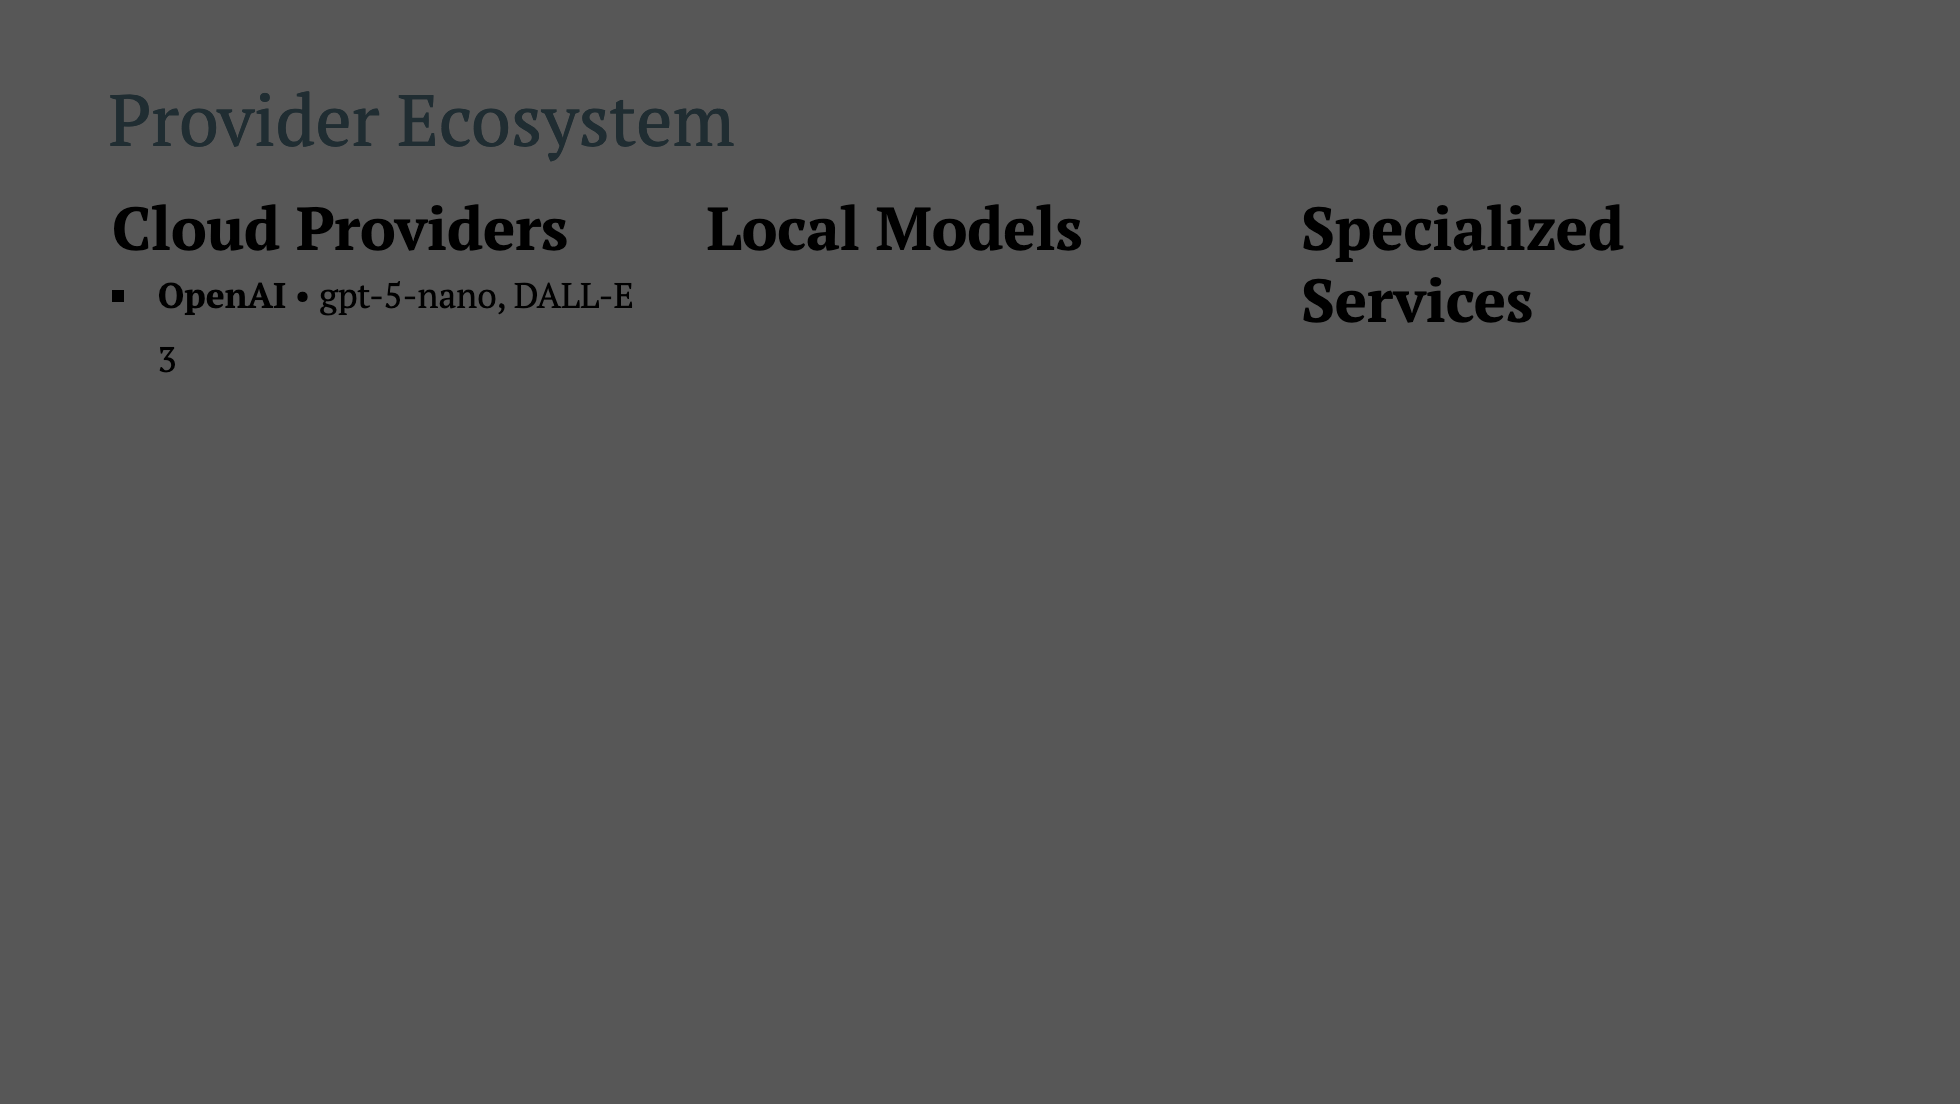 Provider Ecosystem
Cloud Providers
▪ OpenAI • gpt-5-nano, DALL-E
3
Local Models
Specialized
Services